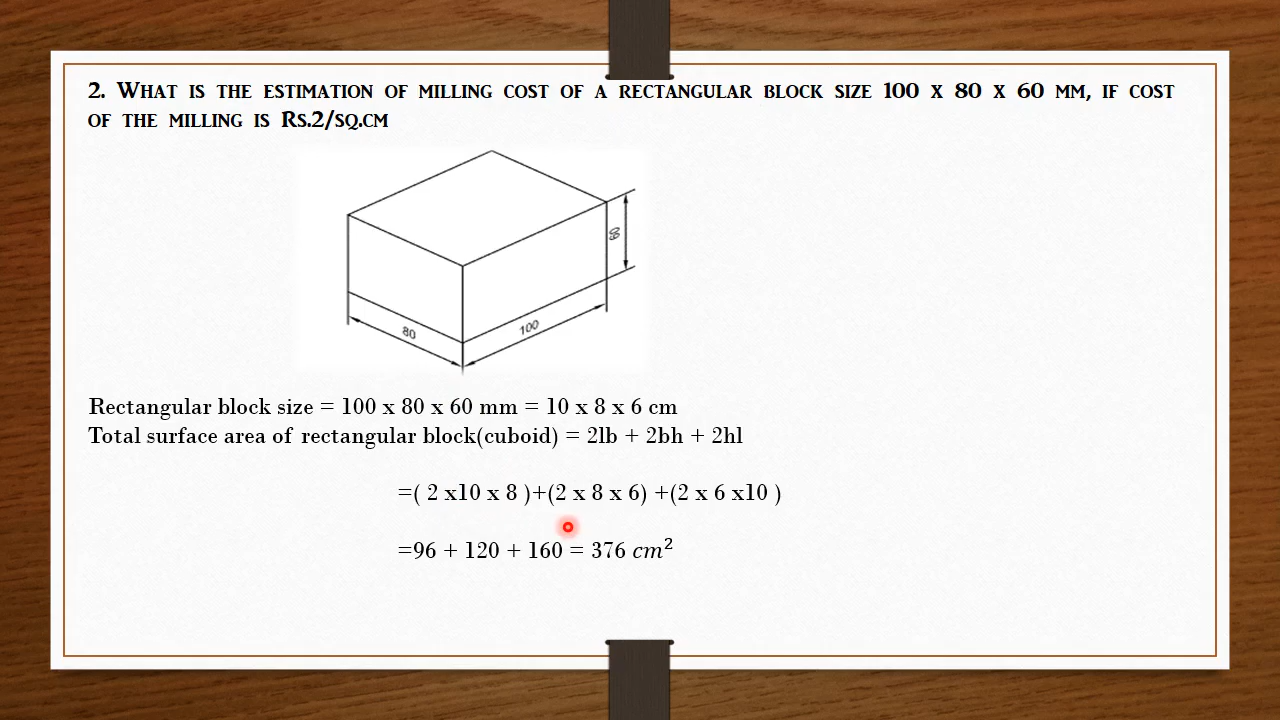 2. What is the estimation of milling cost of a rectangular block size 100 x 80 x 60 mm, if cost
of the milling is Rs.2/sq.cm
60
80
100
Rectangular block size = 100 x 80 x 60 mm = 10 x 8 x 6 cm
Total surface area of rectangular block(cuboid) = 2lb + 2bh + 2hl
=( 2 x10 x 8 )+(2 x 8 x 6) +(2 x 6 x10 )
=96 + 120 + 160 = 376 cm²